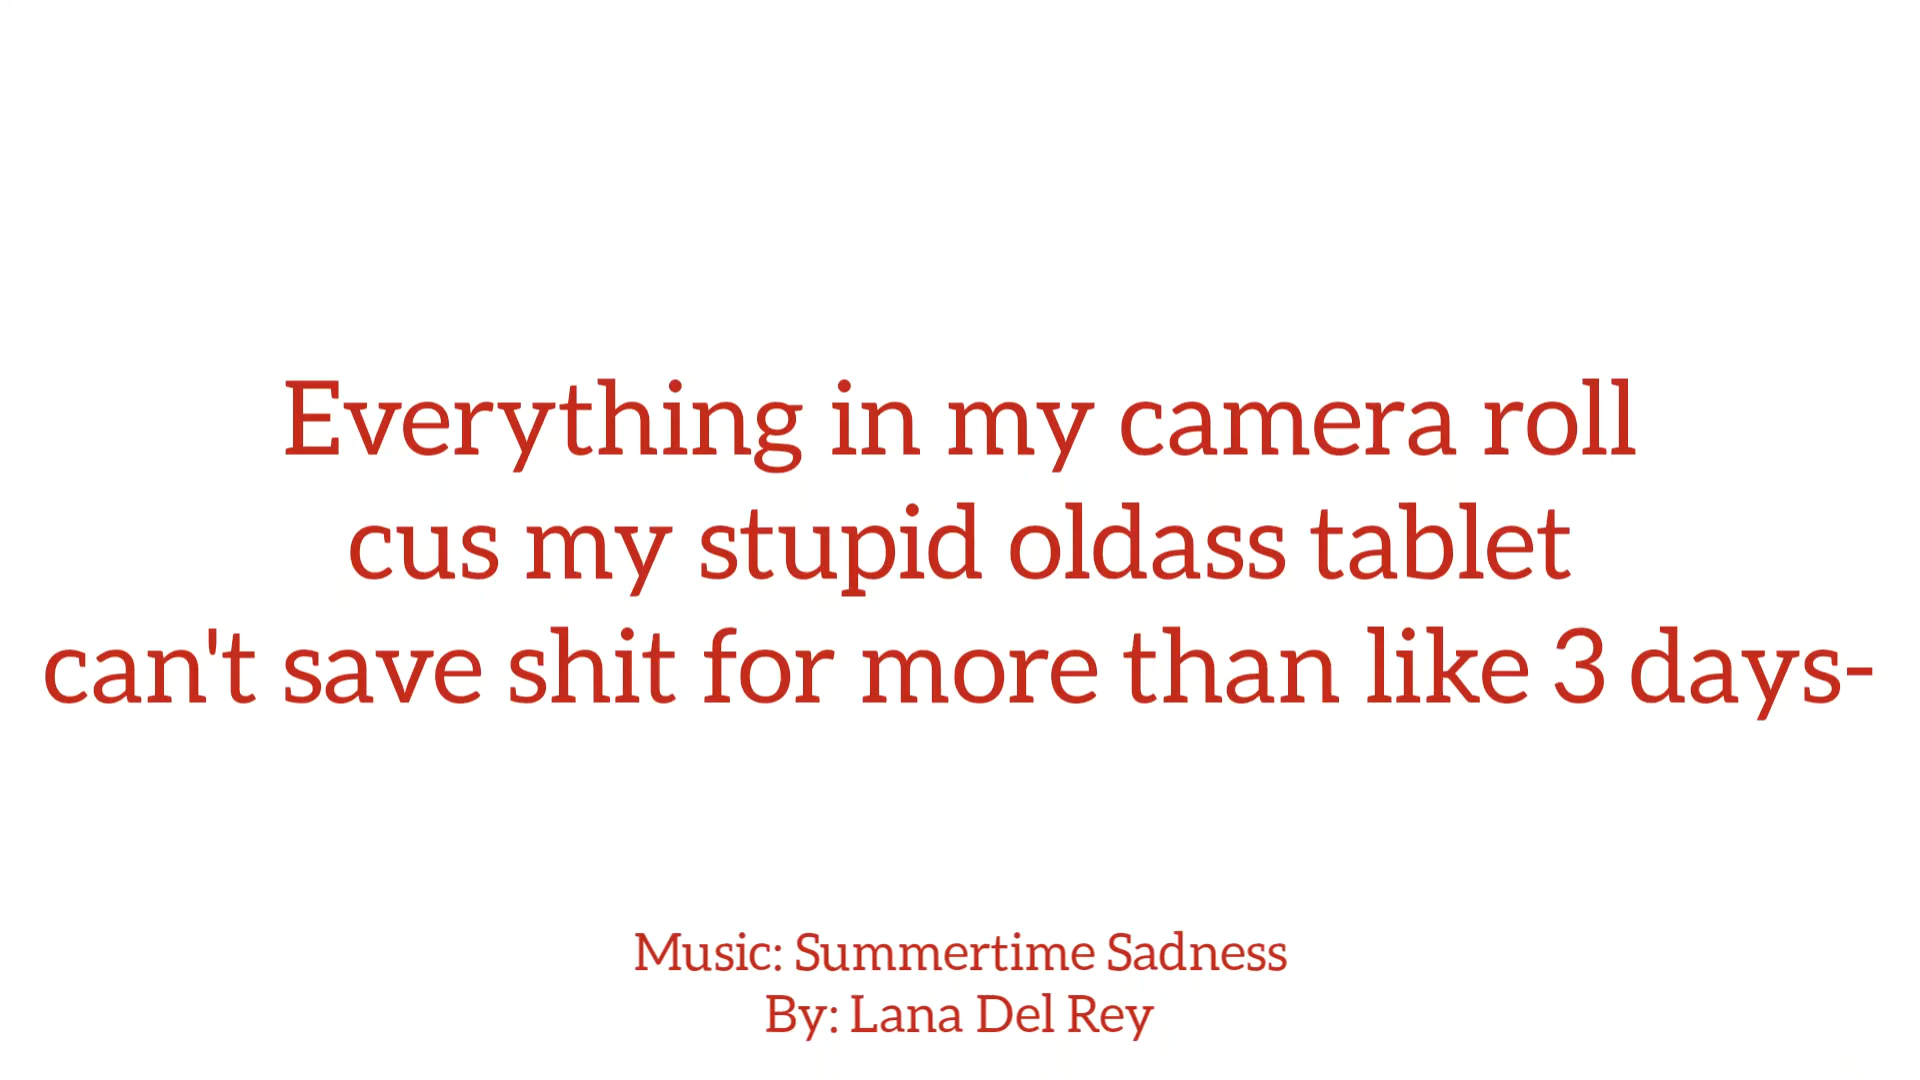 Everything in my camera roll
cus my stupid oldass tablet
can't save shit for more than like 3 days-
Music: Summertime Sadness
By: Lana Del Rey